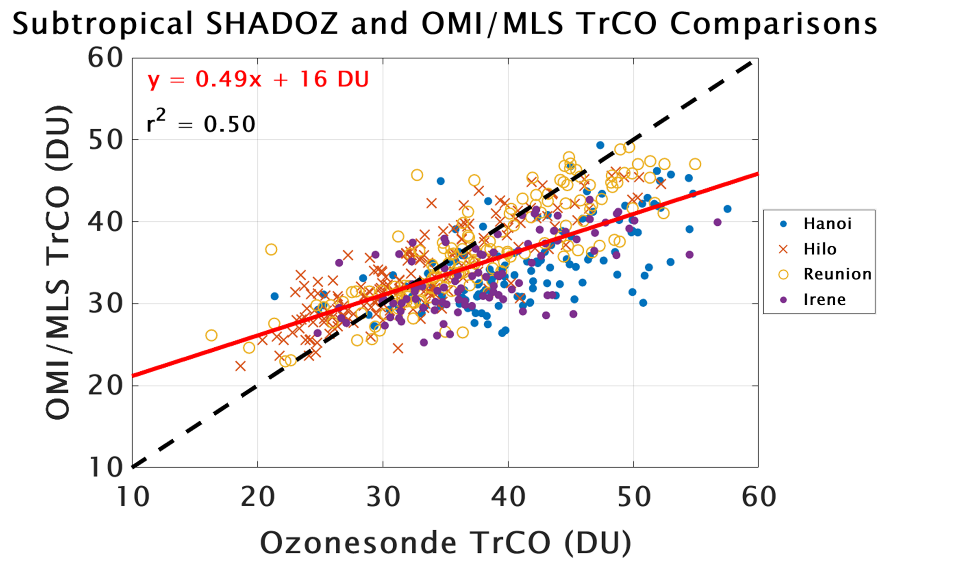 Subtropical SHADOZ and OMI/MLS TrCO Comparisons
y = 0.49x + 16 DU
r² = 0.50
OMI/MLS TrCO (DU)
60
50
40
30
20
10
10 20 30 40 50 60
Ozonesonde TrCO (DU)
Hanoi
Hilo
Reunion
Irene